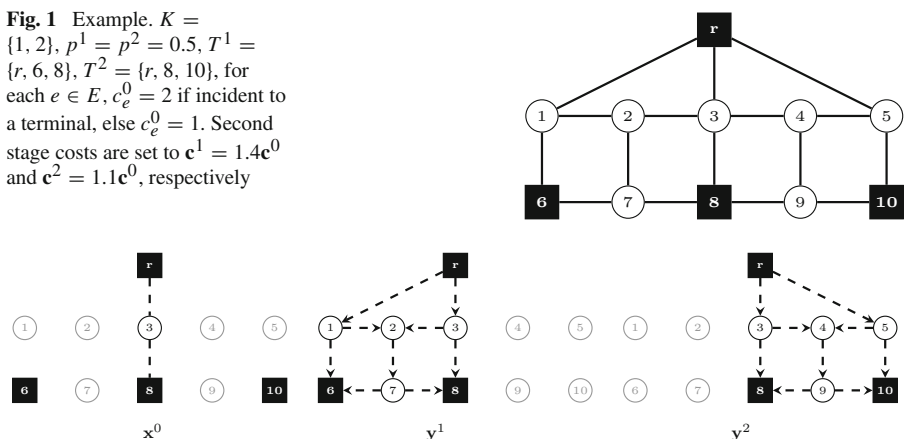 Fig. 1 Example. K =
{1, 2}, p¹ = p² = 0.5, T¹ =
{r, 6, 8}, T² = {r, 8, 10}, for
each e ∈ E, c⁰ₑ = 2 if incident to
a terminal, else c⁰ₑ = 1. Second
stage costs are set to c¹ = 1.4c⁰
and c² = 1.1c⁰, respectively
r
1 2 3 4 5
6 7 8 9 10
r r r
1 2 3 4 5 1 2 3 4 5 1 2 3 4 5
6 7 8 9 10 6 7 8 9 10 6 7 8 9 10
x⁰ y¹ y²